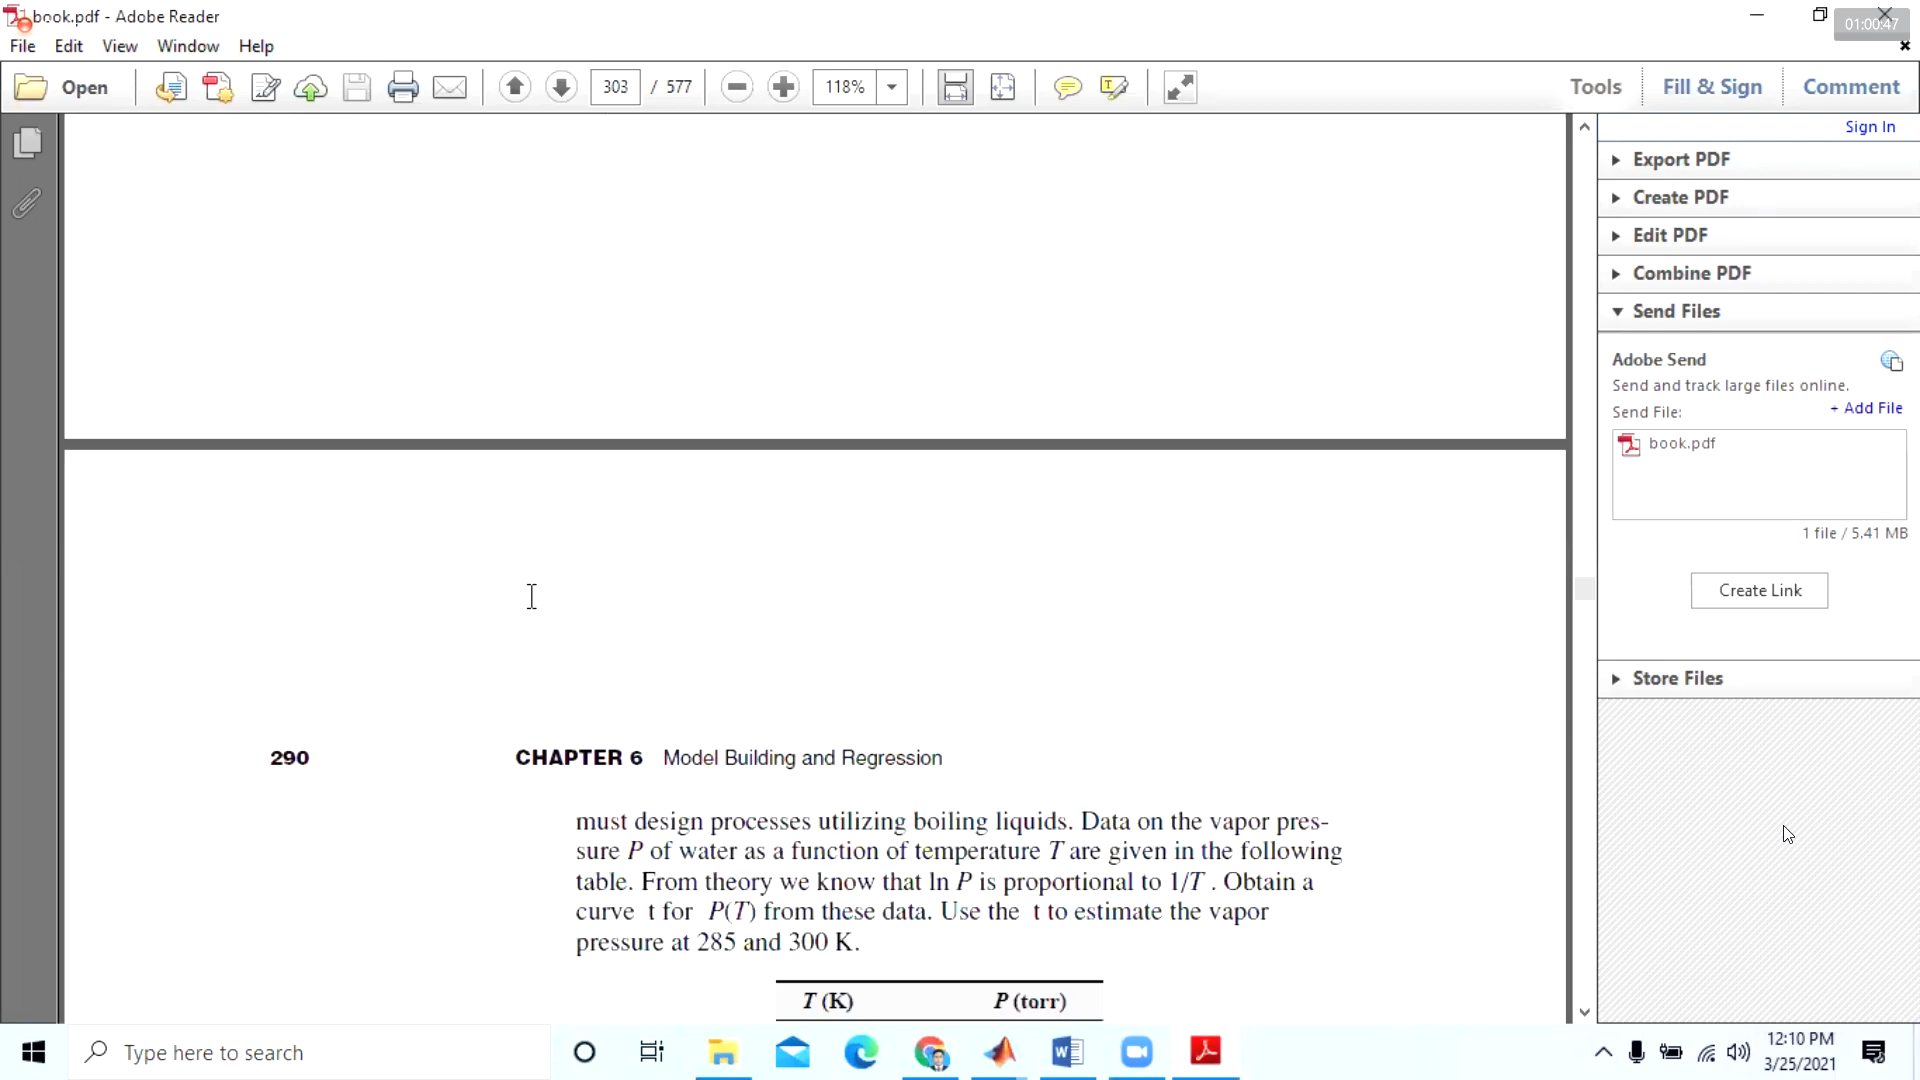 book.pdf - Adobe Reader
01:00:47
File Edit View Window Help
Open 303 / 577 118% Tools Fill & Sign Comment
Sign In
Export PDF
Create PDF
Edit PDF
Combine PDF
Send Files
Adobe Send
Send and track large files online.
Send File: + Add File
book.pdf
1 file / 5.41 MB
Create Link
Store Files
290 CHAPTER 6 Model Building and Regression
must design processes utilizing boiling liquids. Data on the vapor pres-
sure P of water as a function of temperature T are given in the following
table. From theory we know that ln P is proportional to 1/T . Obtain a
curve t for P(T) from these data. Use the t to estimate the vapor
pressure at 285 and 300 K.
T (K) P (torr)
Type here to search
12:10 PM
3/25/2021